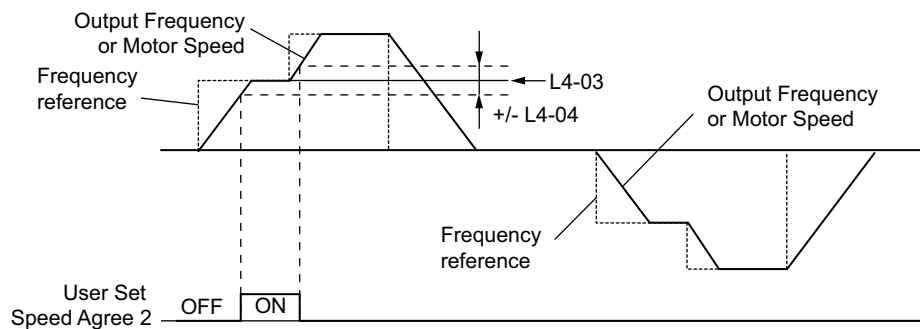 Output Frequency
or Motor Speed
Frequency
reference
L4-03
+/- L4-04
Output Frequency
or Motor Speed
Frequency
reference
User Set
Speed Agree 2
OFF
ON